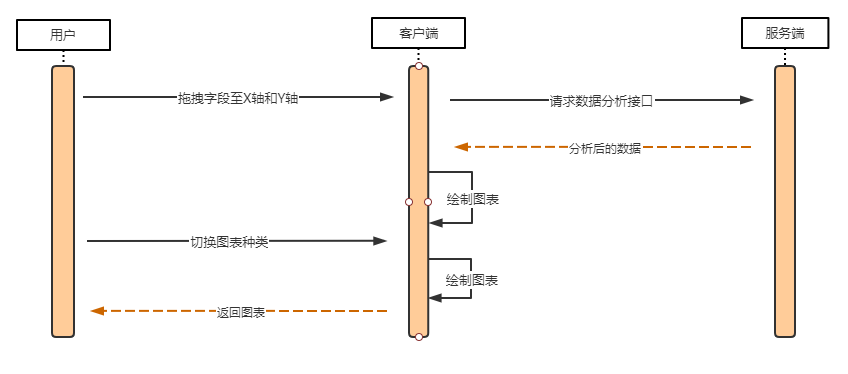 用户
客户端
服务端
拖拽字段至X轴和Y轴
请求数据分析接口
分析后的数据
绘制图表
切换图表种类
绘制图表
返回图表